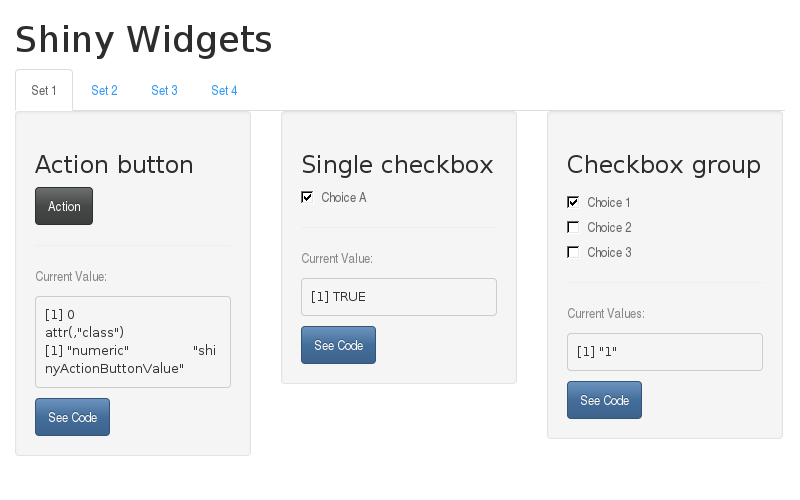 Shiny Widgets
Set 1 Set 2 Set 3 Set 4
Action button
Action
Current Value:
[1] 0
attr(,"class")
[1] "numeric" "shi
nyActionButtonValue"
See Code
Single checkbox
Choice A
Current Value:
[1] TRUE
See Code
Checkbox group
Choice 1
Choice 2
Choice 3
Current Values:
[1] "1"
See Code